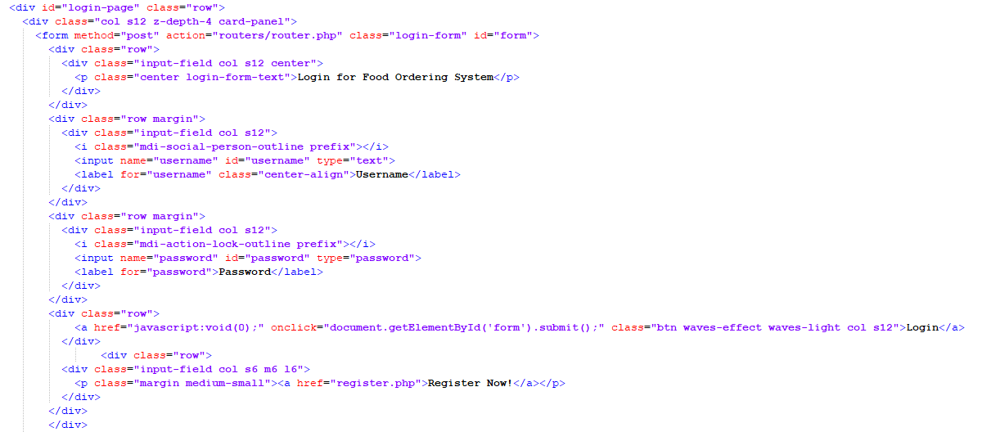 <div id="login-page" class="row">
<div class="col s12 z-depth-4 card-panel">
<form method="post" action="routers/router.php" class="login-form" id="form">
<div class="row">
<div class="input-field col s12 center">
<p class="center login-form-text">Login for Food Ordering System</p>
</div>
</div>
<div class="row margin">
<div class="input-field col s12">
<i class="mdi-social-person-outline prefix"></i>
<input name="username" id="username" type="text">
<label for="username" class="center-align">Username</label>
</div>
</div>
<div class="row margin">
<div class="input-field col s12">
<i class="mdi-action-lock-outline prefix"></i>
<input name="password" id="password" type="password">
<label for="password">Password</label>
</div>
</div>
<div class="row">
<a href="javascript:void(0);" onclick="document.getElementById('form').submit();" class="btn waves-effect waves-light col s12">Login</a>
</div>
<div class="row">
<div class="input-field col s6 m6 l6">
<p class="margin medium-small"><a href="register.php">Register Now!</a></p>
</div>
</div>
</div>